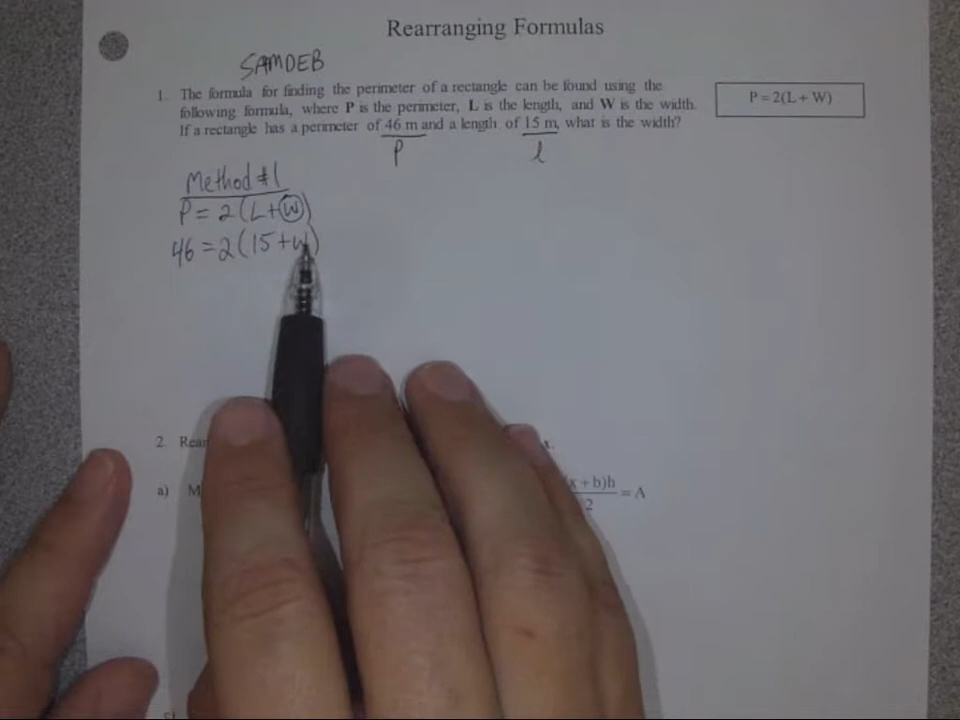 Rearranging Formulas
SAMDEB
1. The formula for finding the perimeter of a rectangle can be found using the
following formula, where P is the perimeter, L is the length, and W is the width.
If a rectangle has a perimeter of 46 m and a length of 15 m, what is the width?
P = 2(L + W)
P l
Method #1
P = 2(L+W)
46 = 2(15+W)
2. Rear
x.
a) M
x + b)h
= A
2